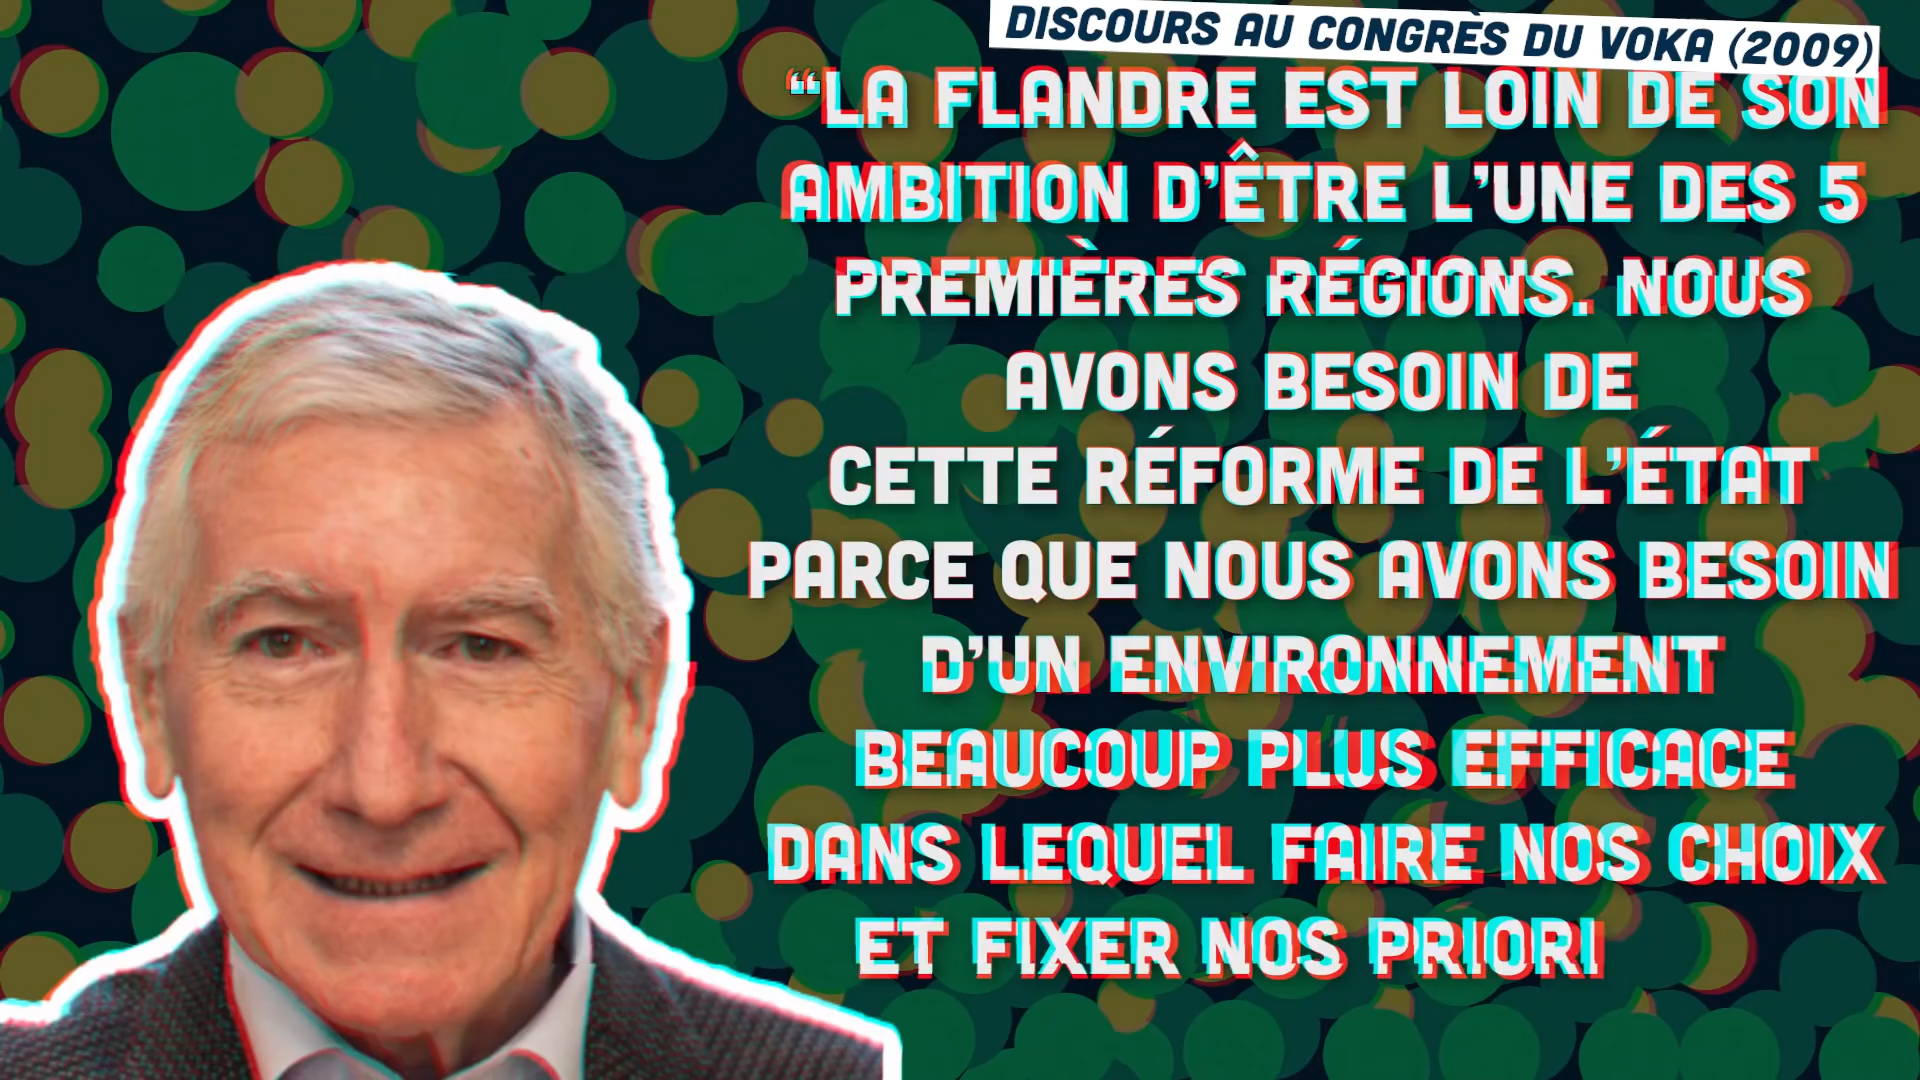 DISCOURS AU CONGRÈS DU VOKA (2009)
“LA FLANDRE EST LOIN DE SON
AMBITION D’ÊTRE L’UNE DES 5
PREMIÈRES RÉGIONS. NOUS
AVONS BESOIN DE
CETTE RÉFORME DE L’ÉTAT
PARCE QUE NOUS AVONS BESOIN
D’UN ENVIRONNEMENT
BEAUCOUP PLUS EFFICACE
DANS LEQUEL FAIRE NOS CHOIX
ET FIXER NOS PRIORI